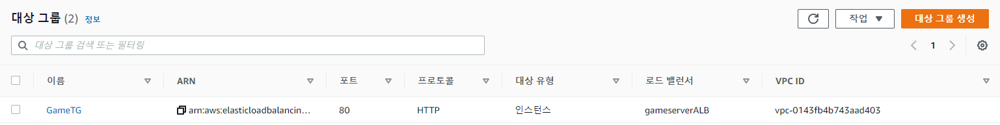 대상 그룹 (2) 정보
작업
대상 그룹 생성
대상 그룹 검색 또는 필터링
1
이름 ARN 포트 프로토콜 대상 유형 로드 밸런서 VPC ID
GameTG arn:aws:elasticloadbalancin... 80 HTTP 인스턴스 gameserverALB vpc-0143fb4b743aad403